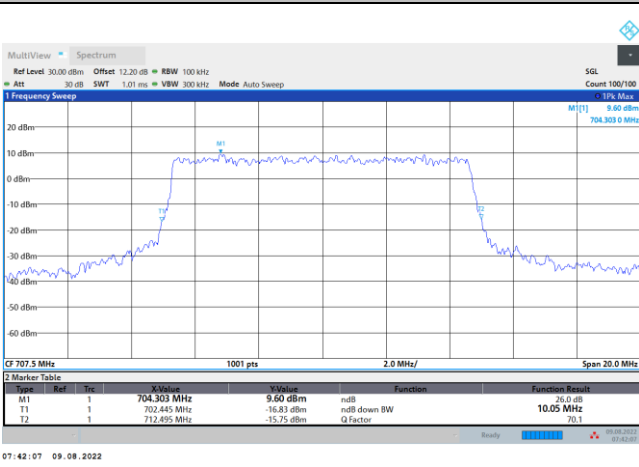 MultiView Spectrum
Ref Level 30.00 dBm Offset 12.20 dB RBW 100 kHz SGL
Att 30 dB SWT 1.01 ms VBW 300 kHz Mode Auto Sweep Count 100/100
1 Frequency Sweep 1Pk Max
M1[1] 9.60 dBm
704.303 0 MHz
20 dBm
M1
10 dBm
0 dBm
-10 dBm
T1 T2
-20 dBm
-30 dBm
-40 dBm
-50 dBm
-60 dBm
CF 707.5 MHz 1001 pts 2.0 MHz/ Span 20.0 MHz
2 Marker Table
Type Ref Trc X-Value Y-Value Function Function Result
M1 1 704.303 MHz 9.60 dBm ndB 26.0 dB
T1 1 702.445 MHz -16.83 dBm ndB down BW 10.05 MHz
T2 1 712.495 MHz -15.75 dBm Q Factor 70.1
Ready 09.08.2022
07:42:07
07:42:07 09.08.2022